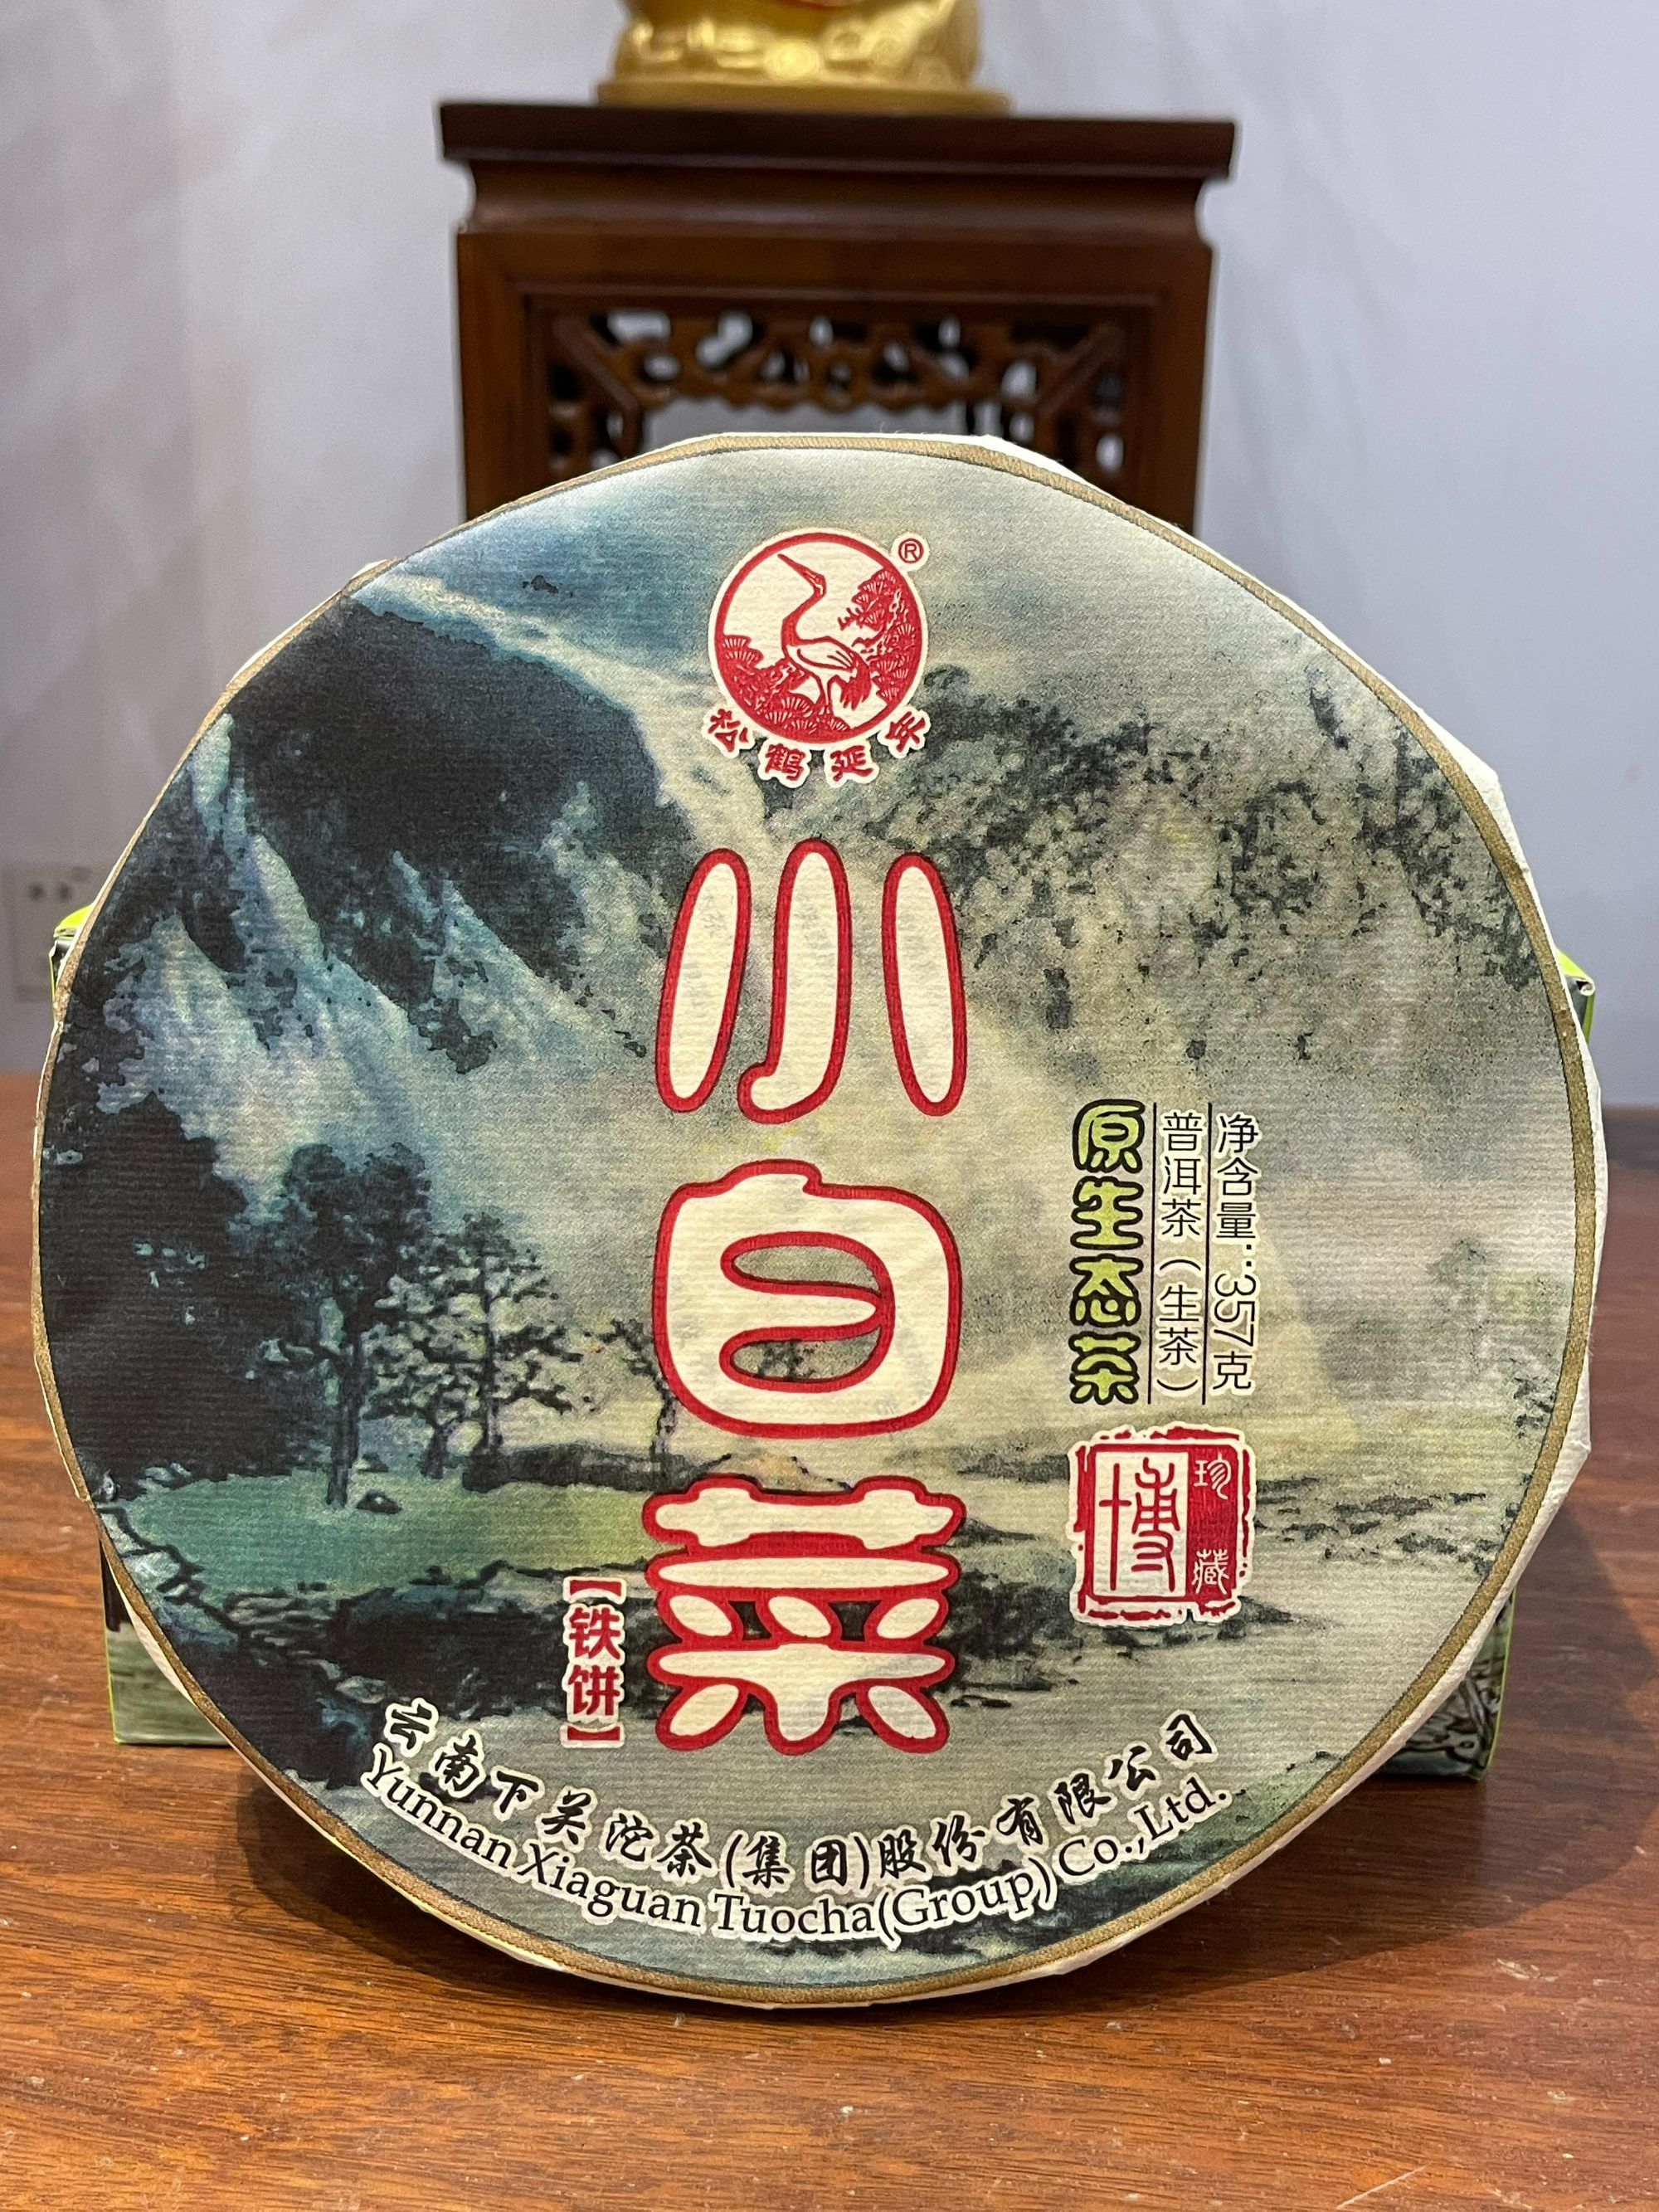 ®
松鹤延年
小白菜
【铁饼】
净含量:357克
普洱茶(生茶)
原生态茶
珍藏
博
云南下关沱茶(集团)股份有限公司
Yunnan Xiaguan Tuocha(Group) Co.,Ltd.